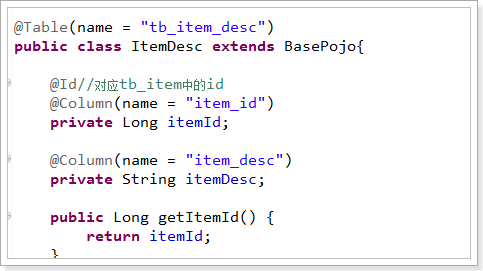 @Table(name = "tb_item_desc")
public class ItemDesc extends BasePojo{
@Id//对应tb_item中的id
@Column(name = "item_id")
private Long itemId;
@Column(name = "item_desc")
private String itemDesc;
public Long getItemId() {
return itemId;
}